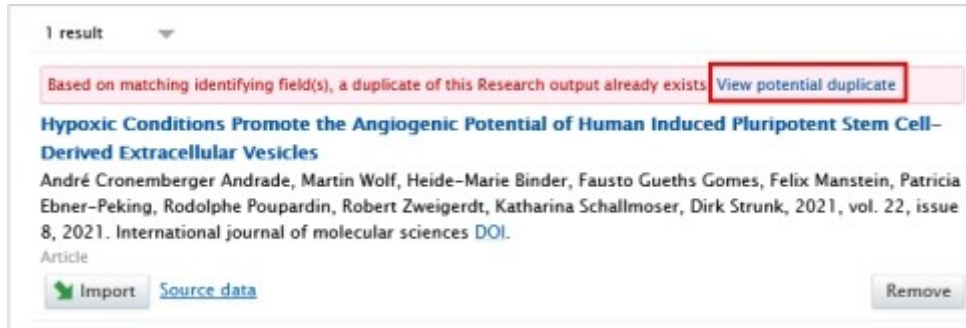 1 result
Based on matching identifying field(s), a duplicate of this Research output already exists View potential duplicate
Hypoxic Conditions Promote the Angiogenic Potential of Human Induced Pluripotent Stem Cell-
Derived Extracellular Vesicles
André Cronemberger Andrade, Martin Wolf, Heide-Marie Binder, Fausto Gueths Gomes, Felix Manstein, Patricia
Ebner-Peking, Rodolphe Poupardin, Robert Zweigerdt, Katharina Schallmoser, Dirk Strunk, 2021, vol. 22, issue
8, 2021. International journal of molecular sciences DOI.
Article
Import Source data Remove